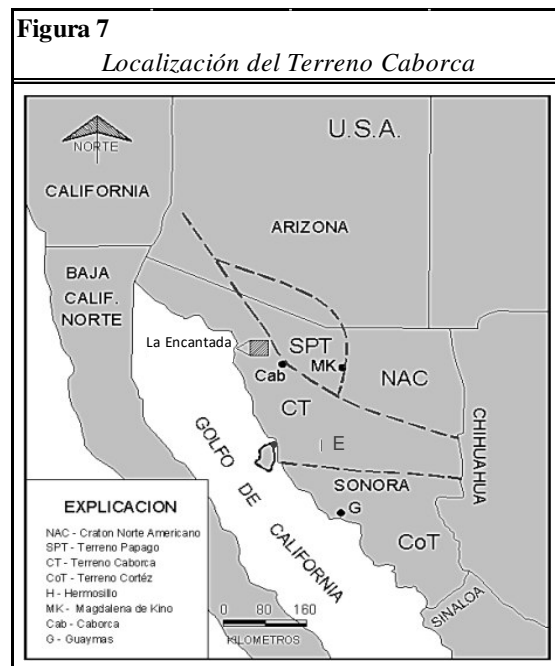 Figura 7
Localización del Terreno Caborca
U.S.A.
NORTE
CALIFORNIA
ARIZONA
BAJA
CALIF.
NORTE
La Encantada
SPT
Cab
MK
NAC
CT
E
CHIHUAHUA
GOLFO DE CALIFORNIA
SONORA
G
CoT
SINALOA
EXPLICACION
NAC - Craton Norte Americano
SPT - Terreno Papago
CT - Terreno Caborca
CoT - Terreno Cortéz
H - Hermosillo
MK - Magdalena de Kino
Cab - Caborca
G - Guaymas
0 80 160
KILOMETROS